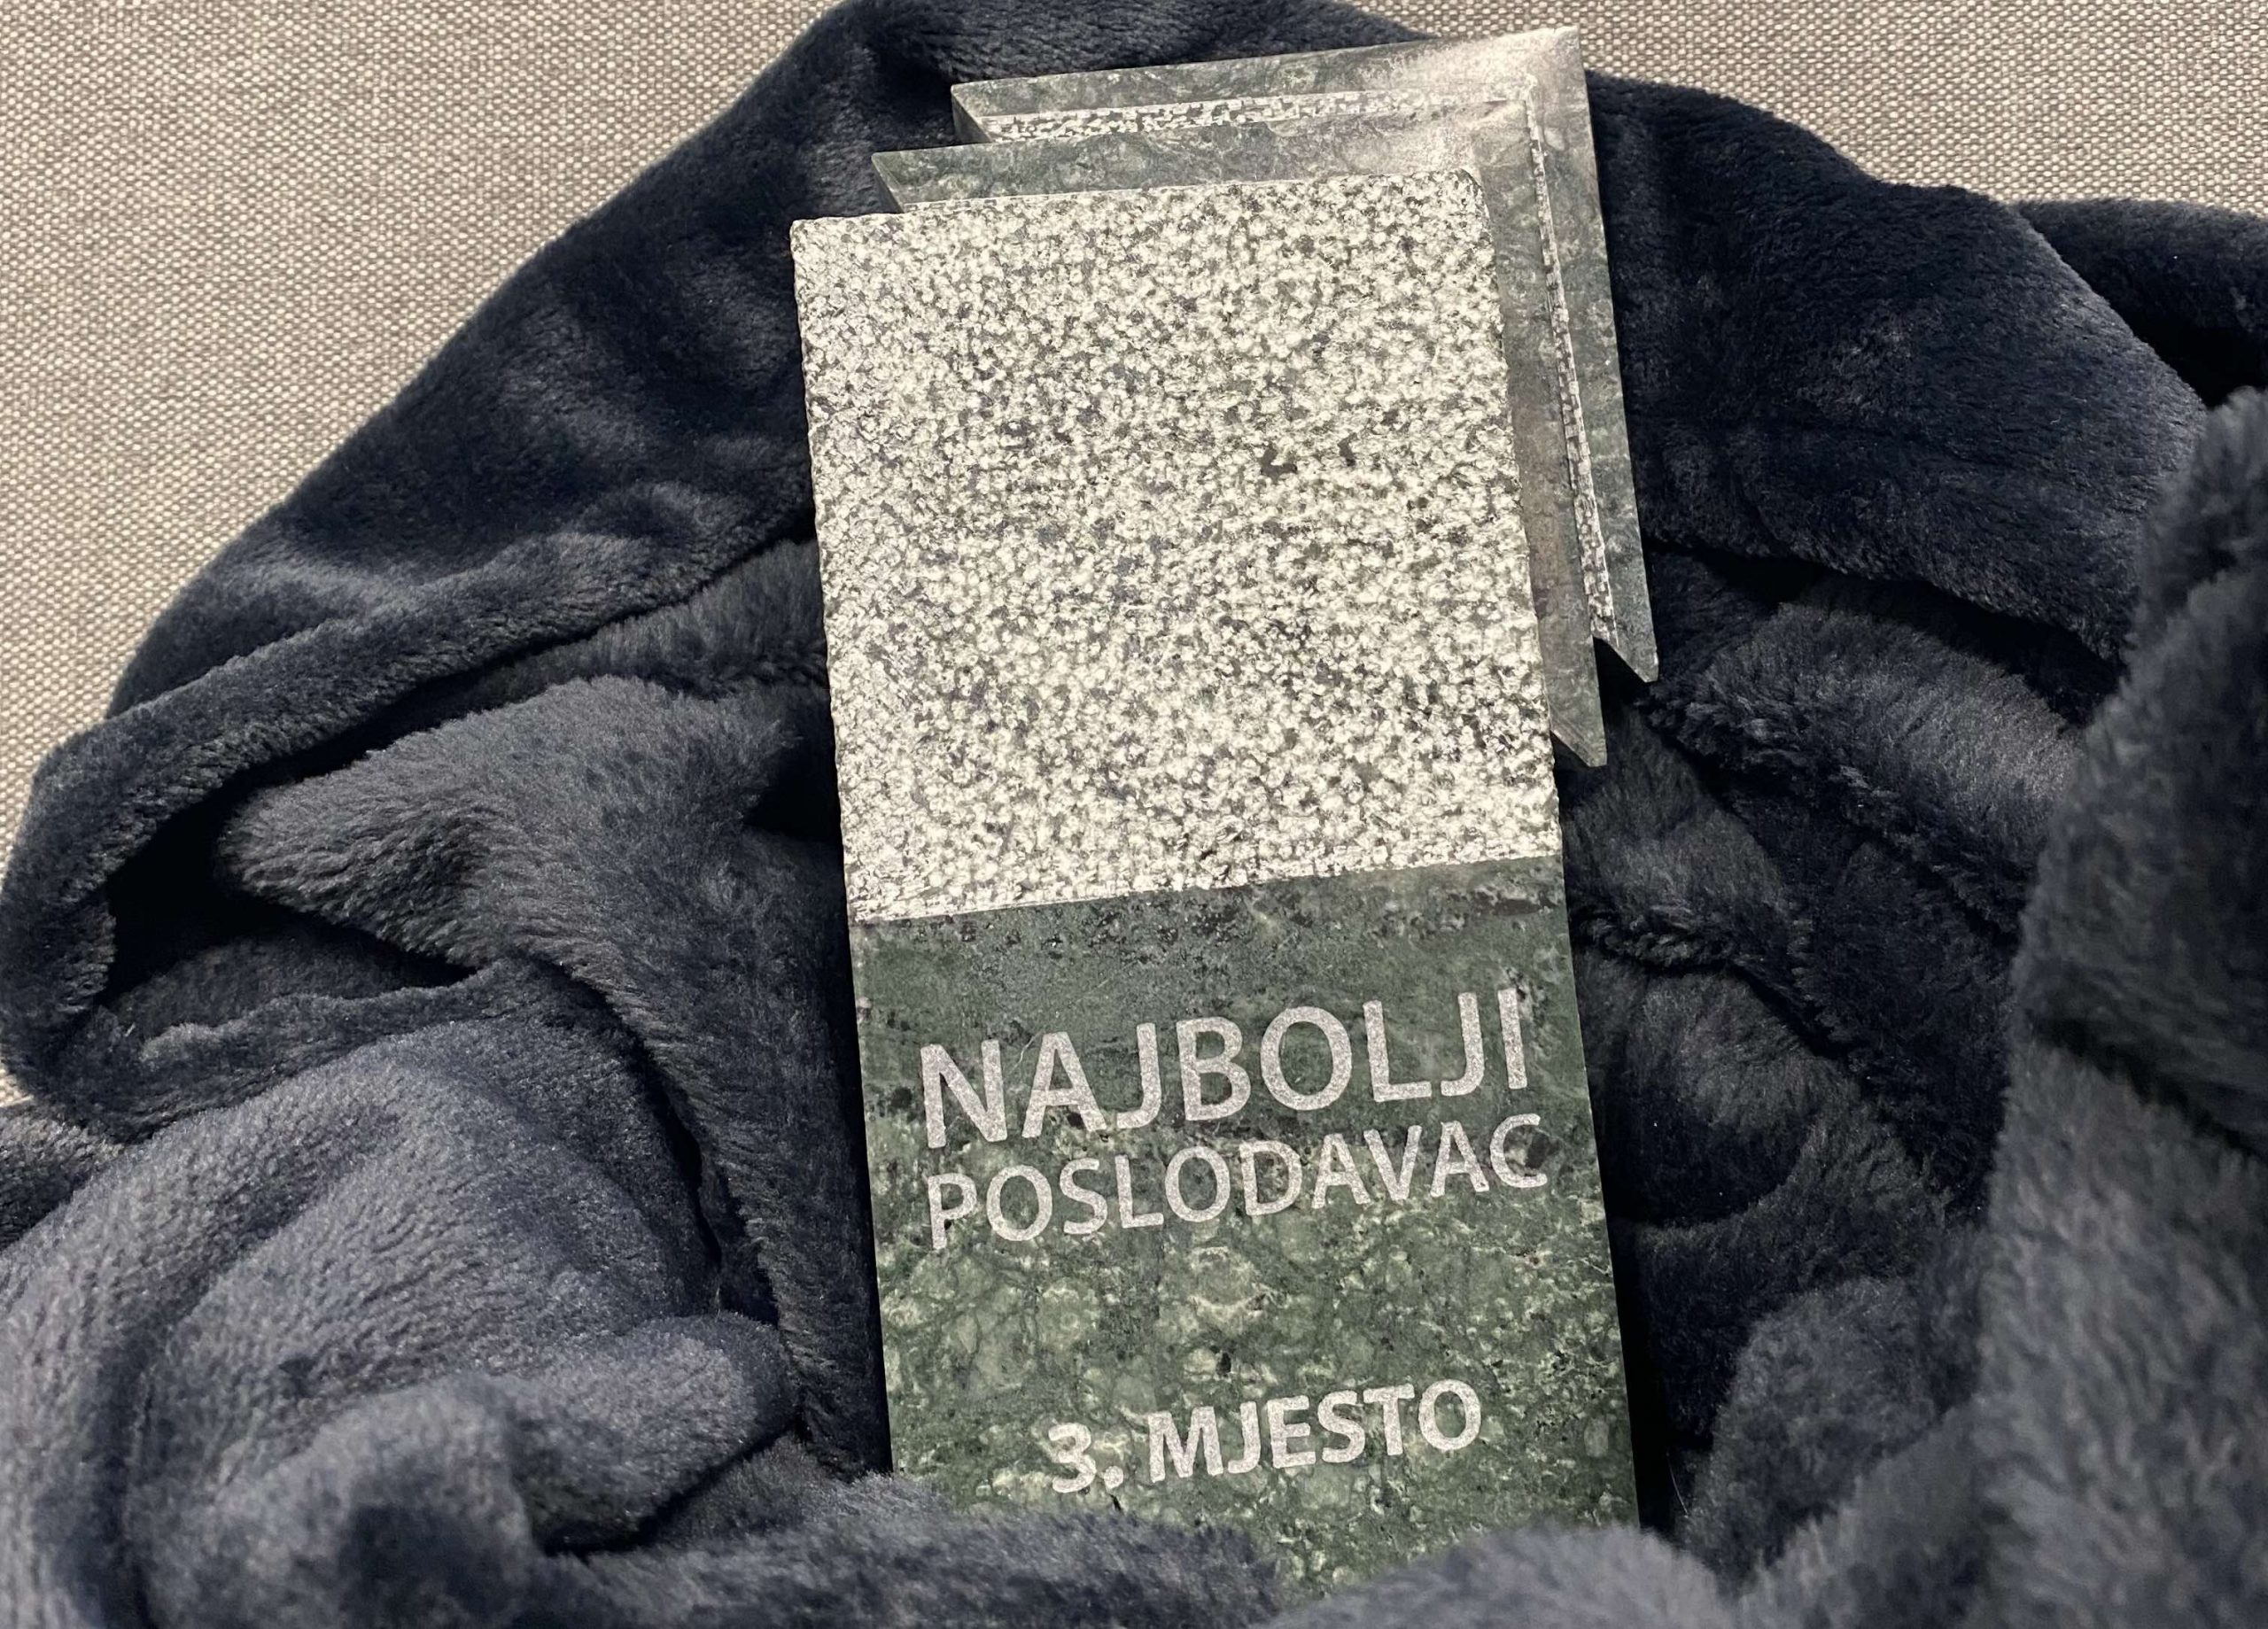 NAJBOLJI
POSLODAVAC
3. MJESTO